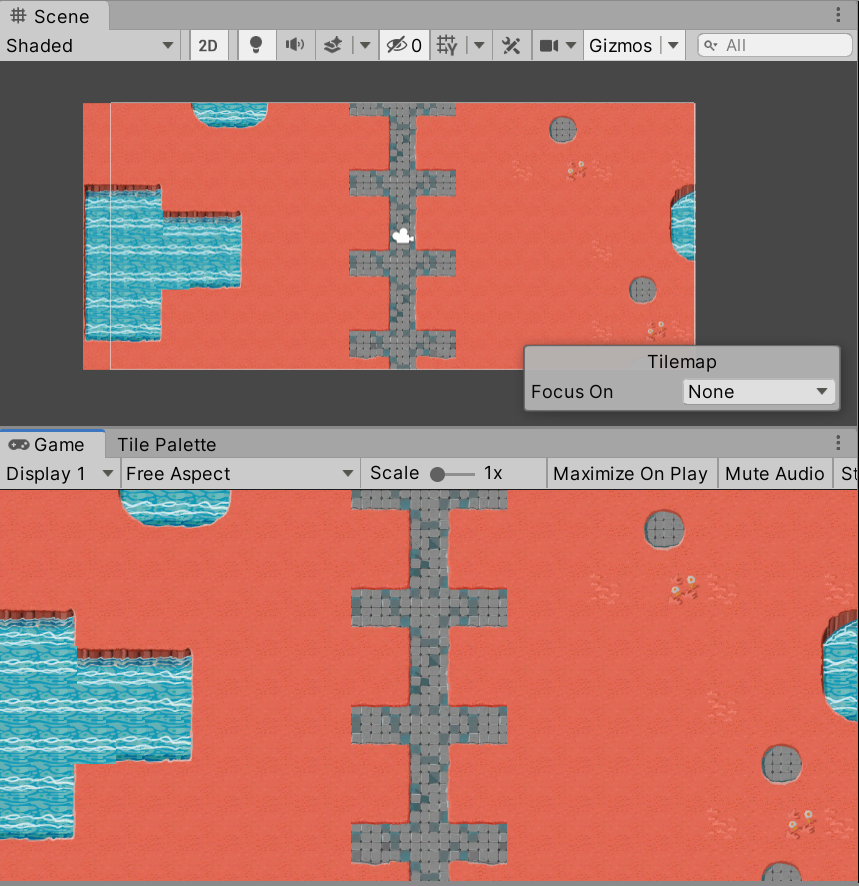 Scene
Shaded 2D 0 Gizmos All
Tilemap
Focus On None
Game Tile Palette
Display 1 Free Aspect Scale 1x Maximize On Play Mute Audio St